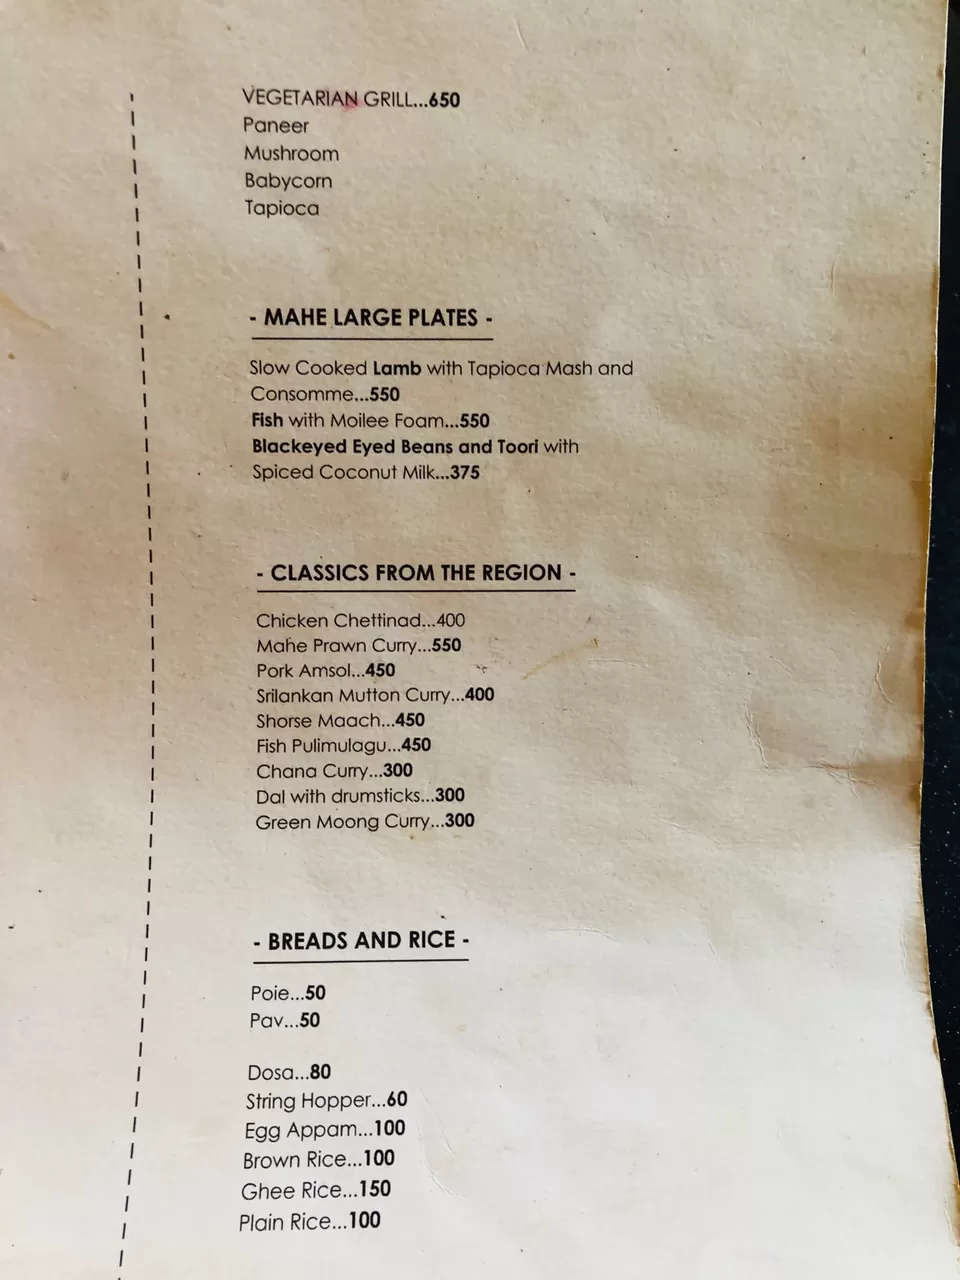 VEGETARIAN GRILL...650
Paneer
Mushroom
Babycorn
Tapioca
- MAHE LARGE PLATES -
Slow Cooked Lamb with Tapioca Mash and
Consomme...550
Fish with Moilee Foam...550
Blackeyed Eyed Beans and Toori with
Spiced Coconut Milk...375
- CLASSICS FROM THE REGION -
Chicken Chettinad...400
Mahe Prawn Curry...550
Pork Amsol...450
Srilankan Mutton Curry...400
Shorse Maach...450
Fish Pulimulagu...450
Chana Curry...300
Dal with drumsticks...300
Green Moong Curry...300
- BREADS AND RICE -
Poie...50
Pav...50
Dosa...80
String Hopper...60
Egg Appam...100
Brown Rice...100
Ghee Rice...150
Plain Rice...100